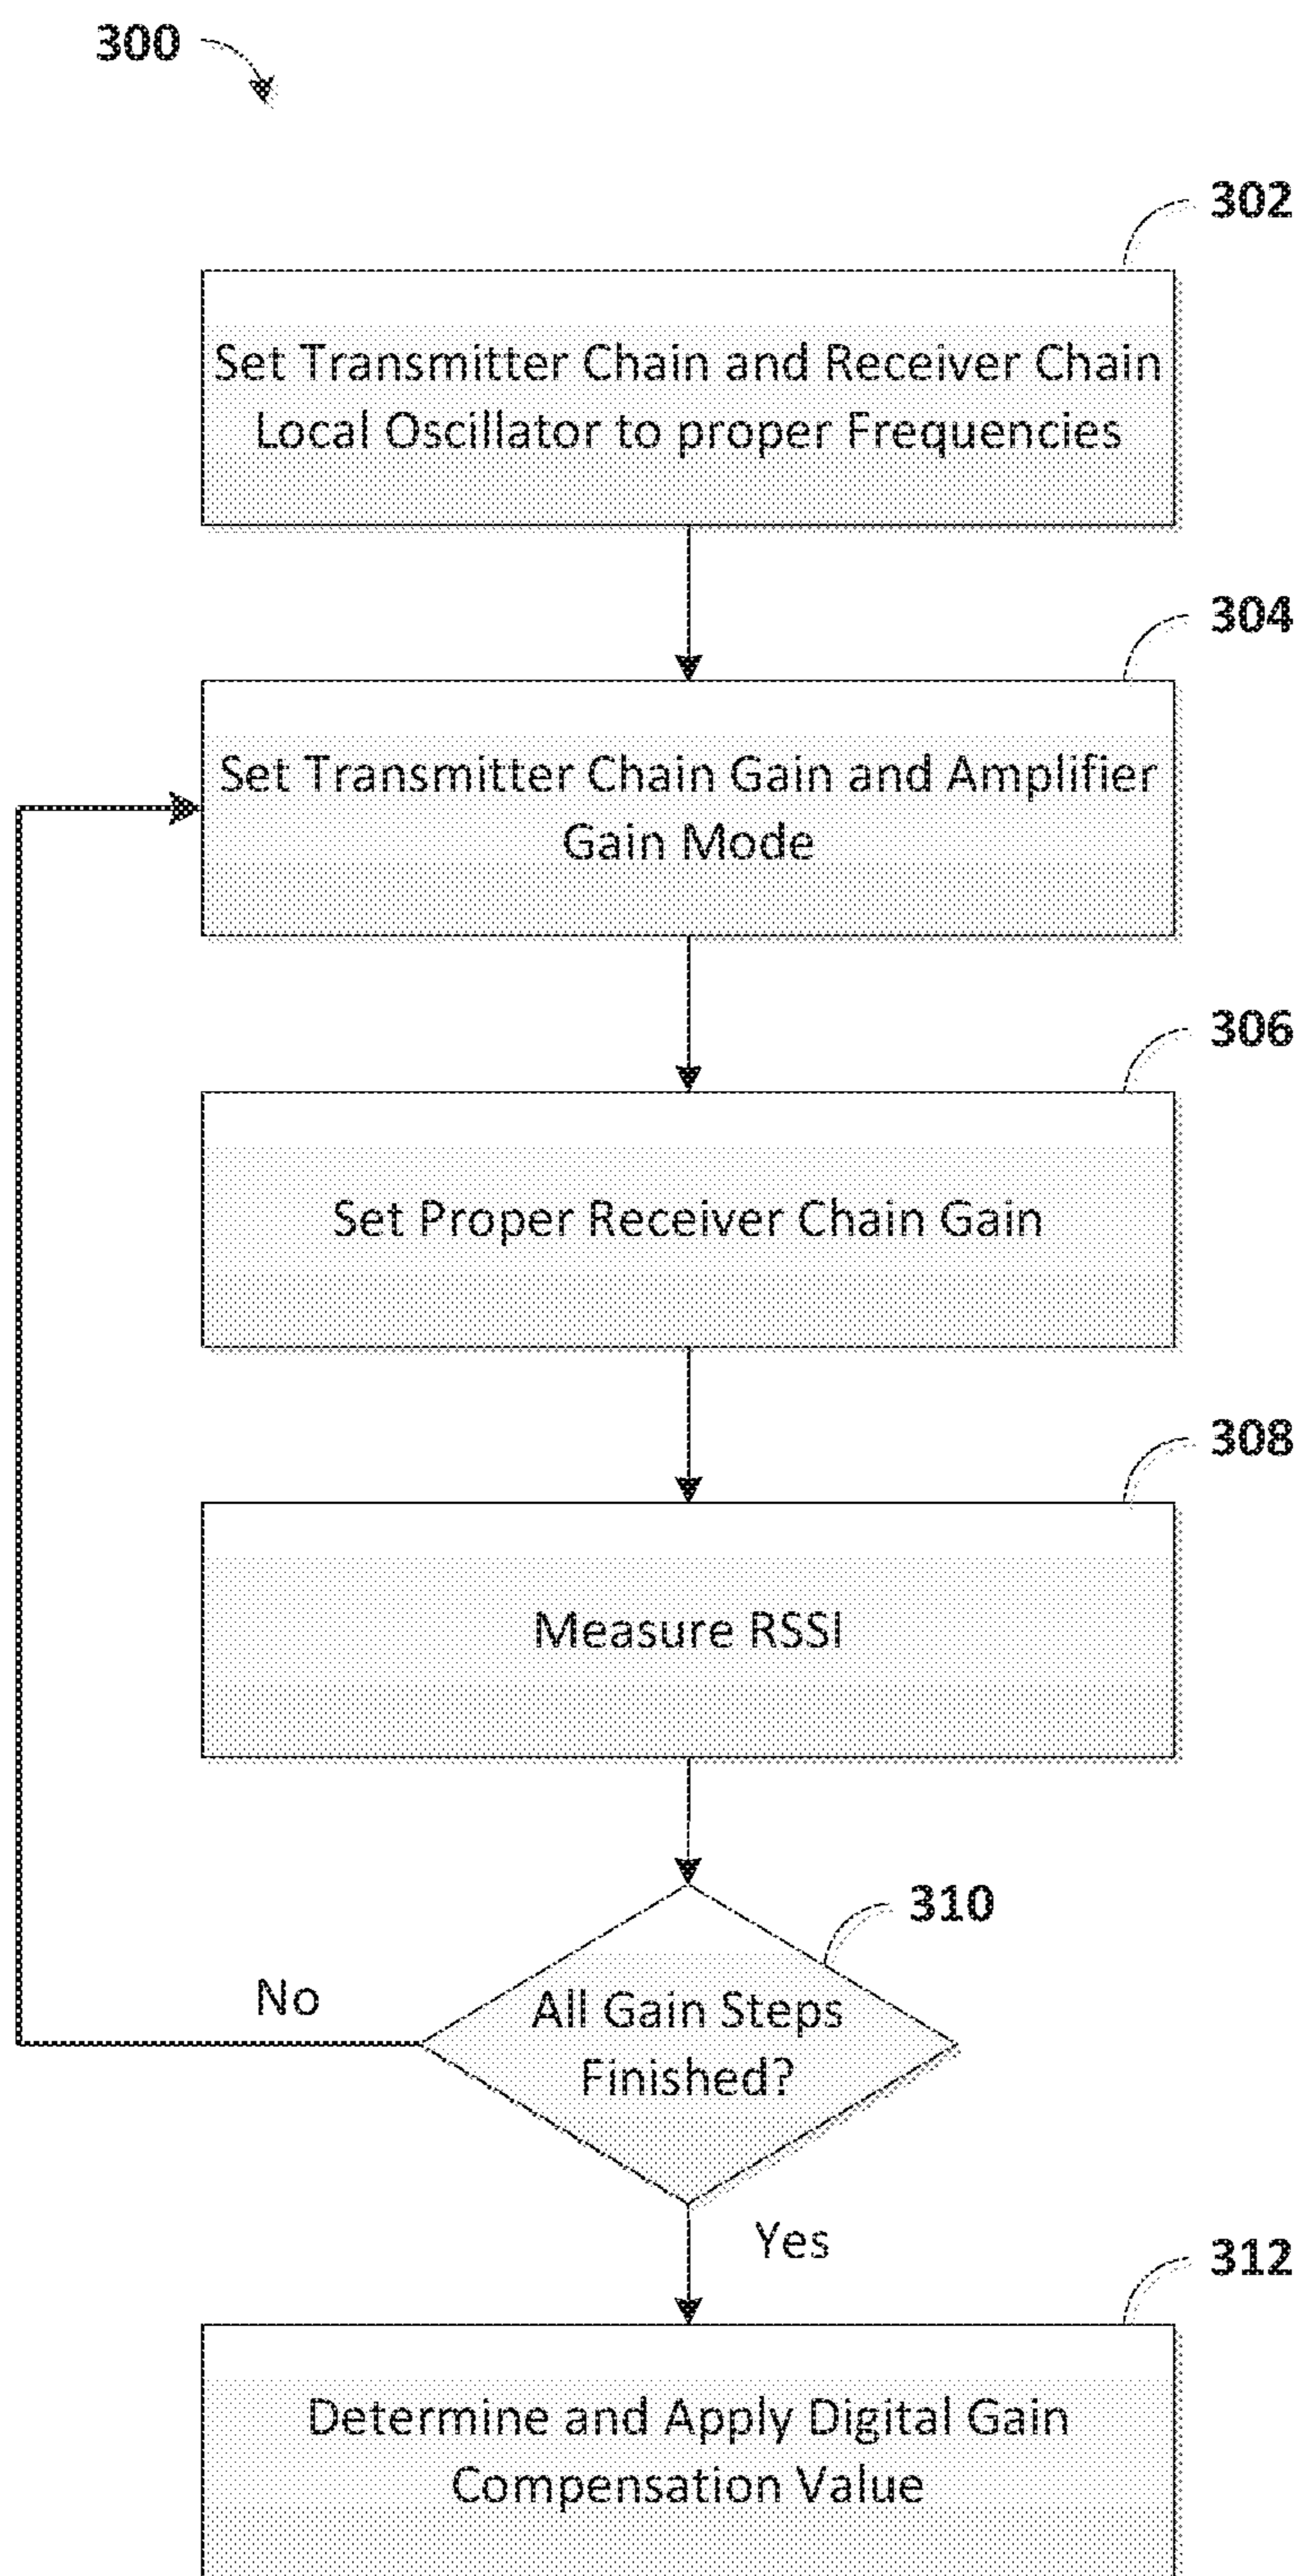 300
302
Set Transmitter Chain and Receiver Chain
Local Oscillator to proper Frequencies
304
Set Transmitter Chain Gain and Amplifier
Gain Mode
306
Set Proper Receiver Chain Gain
308
Measure RSSI
310
All Gain Steps
Finished?
No
Yes
312
Determine and Apply Digital Gain
Compensation Value